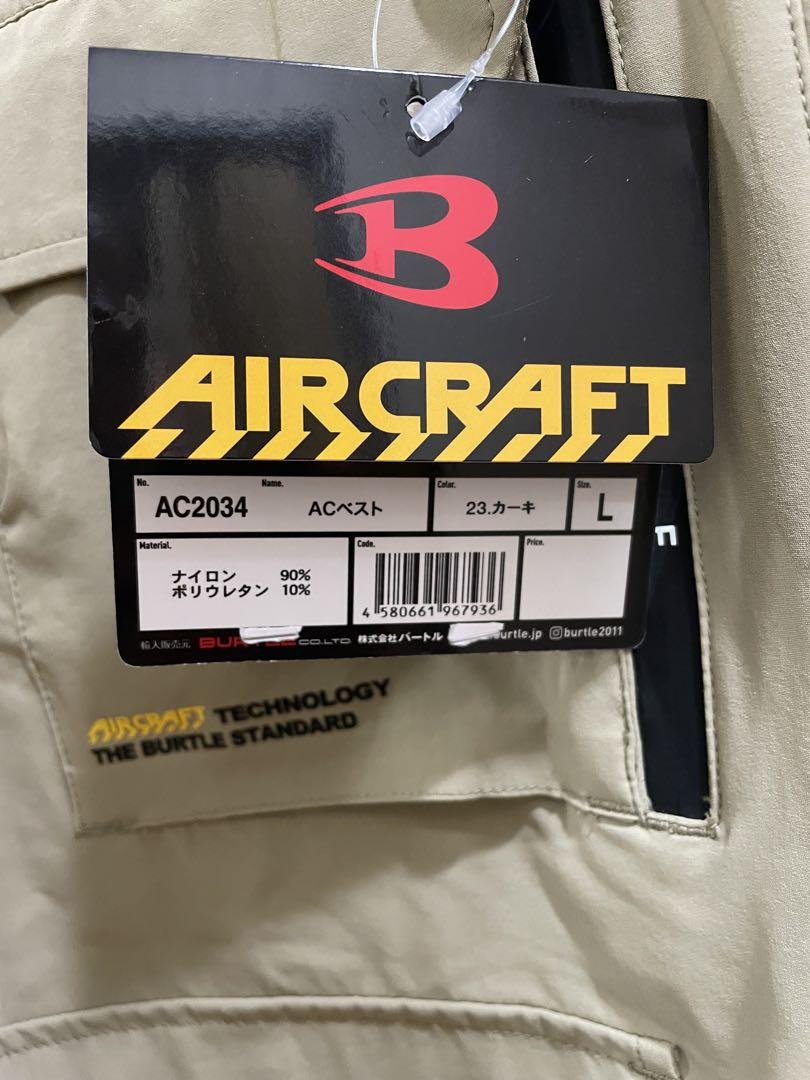 B
AIRCRAFT
No. Name. Color. Size.
AC2034 ACベスト 23.カーキ L
Material. Code. Price.
ナイロン 90%
ポリウレタン 10%
4 580661 967936
輸入販売元 BURTLE CO.LTD. 株式会社バートル burtle.jp burtle2011
AIRCRAFT TECHNOLOGY
THE BURTLE STANDARD